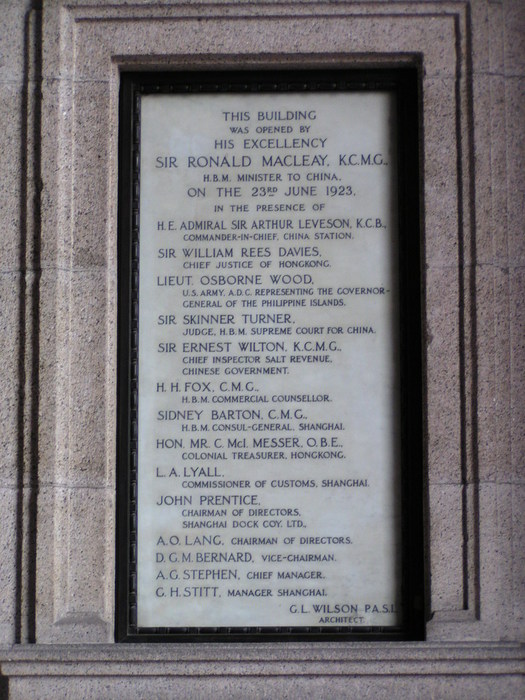 THIS BUILDING
WAS OPENED BY
HIS EXCELLENCY
SIR RONALD MACLEAY, K.C.M.G.,
H.B.M. MINISTER TO CHINA,
ON THE 23RD JUNE 1923,
IN THE PRESENCE OF
H.E. ADMIRAL SIR ARTHUR LEVESON, K.C.B.,
COMMANDER-IN-CHIEF, CHINA STATION.
SIR WILLIAM REES DAVIES,
CHIEF JUSTICE OF HONGKONG.
LIEUT. OSBORNE WOOD,
U.S. ARMY, A.D.C. REPRESENTING THE GOVERNOR-
GENERAL OF THE PHILIPPINE ISLANDS.
SIR SKINNER TURNER,
JUDGE, H.B.M. SUPREME COURT FOR CHINA.
SIR ERNEST WILTON, K.C.M.G.,
CHIEF INSPECTOR SALT REVENUE,
CHINESE GOVERNMENT.
H. H. FOX, C.M.G.,
H.B.M. COMMERCIAL COUNSELLOR.
SIDNEY BARTON, C.M.G.,
H.B.M. CONSUL-GENERAL, SHANGHAI.
HON. MR. C. McI. MESSER, O.B.E.,
COLONIAL TREASURER, HONGKONG.
L. A. LYALL,
COMMISSIONER OF CUSTOMS, SHANGHAI.
JOHN PRENTICE,
CHAIRMAN OF DIRECTORS,
SHANGHAI DOCK COY. LTD.,
A.O. LANG, CHAIRMAN OF DIRECTORS.
D.G.M. BERNARD, VICE-CHAIRMAN.
A.G. STEPHEN, CHIEF MANAGER.
G.H. STITT, MANAGER SHANGHAI.
G.L. WILSON P.A.S.I.
ARCHITECT